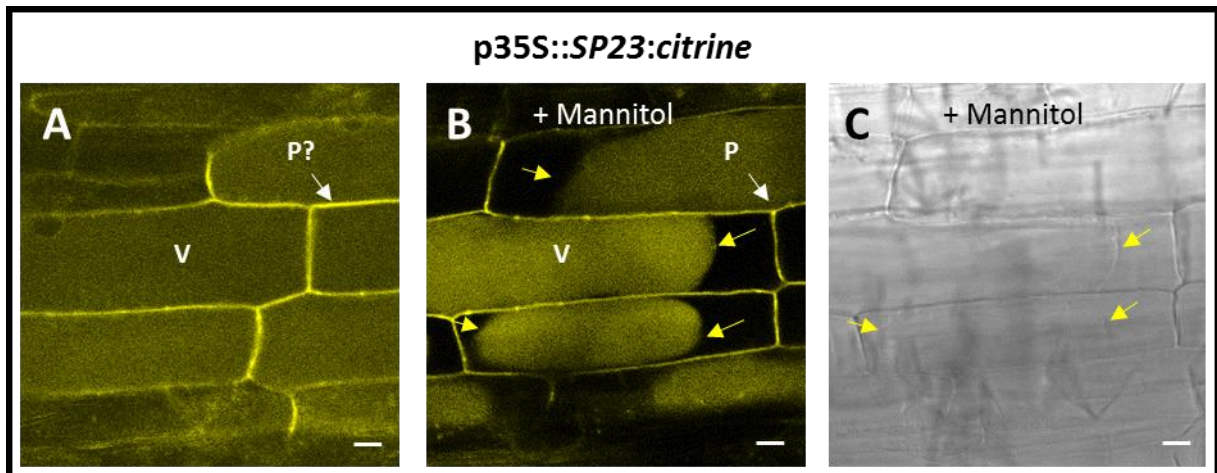 p35S::SP23:citrine
A
P?
V
B
+ Mannitol
P
V
C
+ Mannitol